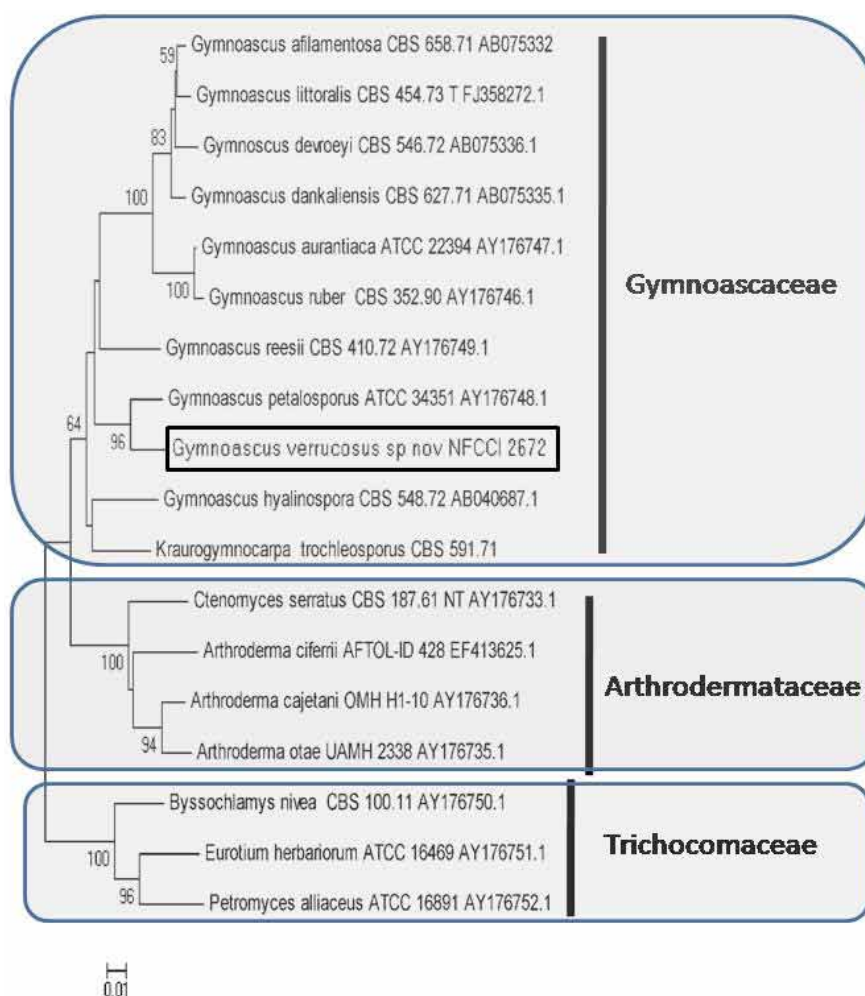 Gymnoascus afilamentosa CBS 658.71 AB075332
59
Gymnoascus littoralis CBS 454.73 T FJ358272.1
83
Gymnoscus devroeyi CBS 546.72 AB075336.1
100
Gymnoascus dankaliensis CBS 627.71 AB075335.1
Gymnoascus aurantiaca ATCC 22394 AY176747.1
100
Gymnoascus ruber CBS 352.90 AY176746.1
Gymnoascaceae
Gymnoascus reesii CBS 410.72 AY176749.1
Gymnoascus petalosporus ATCC 34351 AY176748.1
64
96
Gymnoascus verrucosus sp nov NFCCI 2672
Gymnoascus hyalinospora CBS 548.72 AB040687.1
Kraurogymnocarpa trochleosporus CBS 591.71
Ctenomyces serratus CBS 187.61 NT AY176733.1
100
Arthroderma ciferrii AFTOL-ID 428 EF413625.1
Arthroderma cajetani OMH H1-10 AY176736.1
94
Arthroderma otae UAMH 2338 AY176735.1
Arthrodermataceae
Byssochlamys nivea CBS 100.11 AY176750.1
100
Eurotium herbariorum ATCC 16469 AY176751.1
96
Petromyces alliaceus ATCC 16891 AY176752.1
Trichocomaceae
0.01